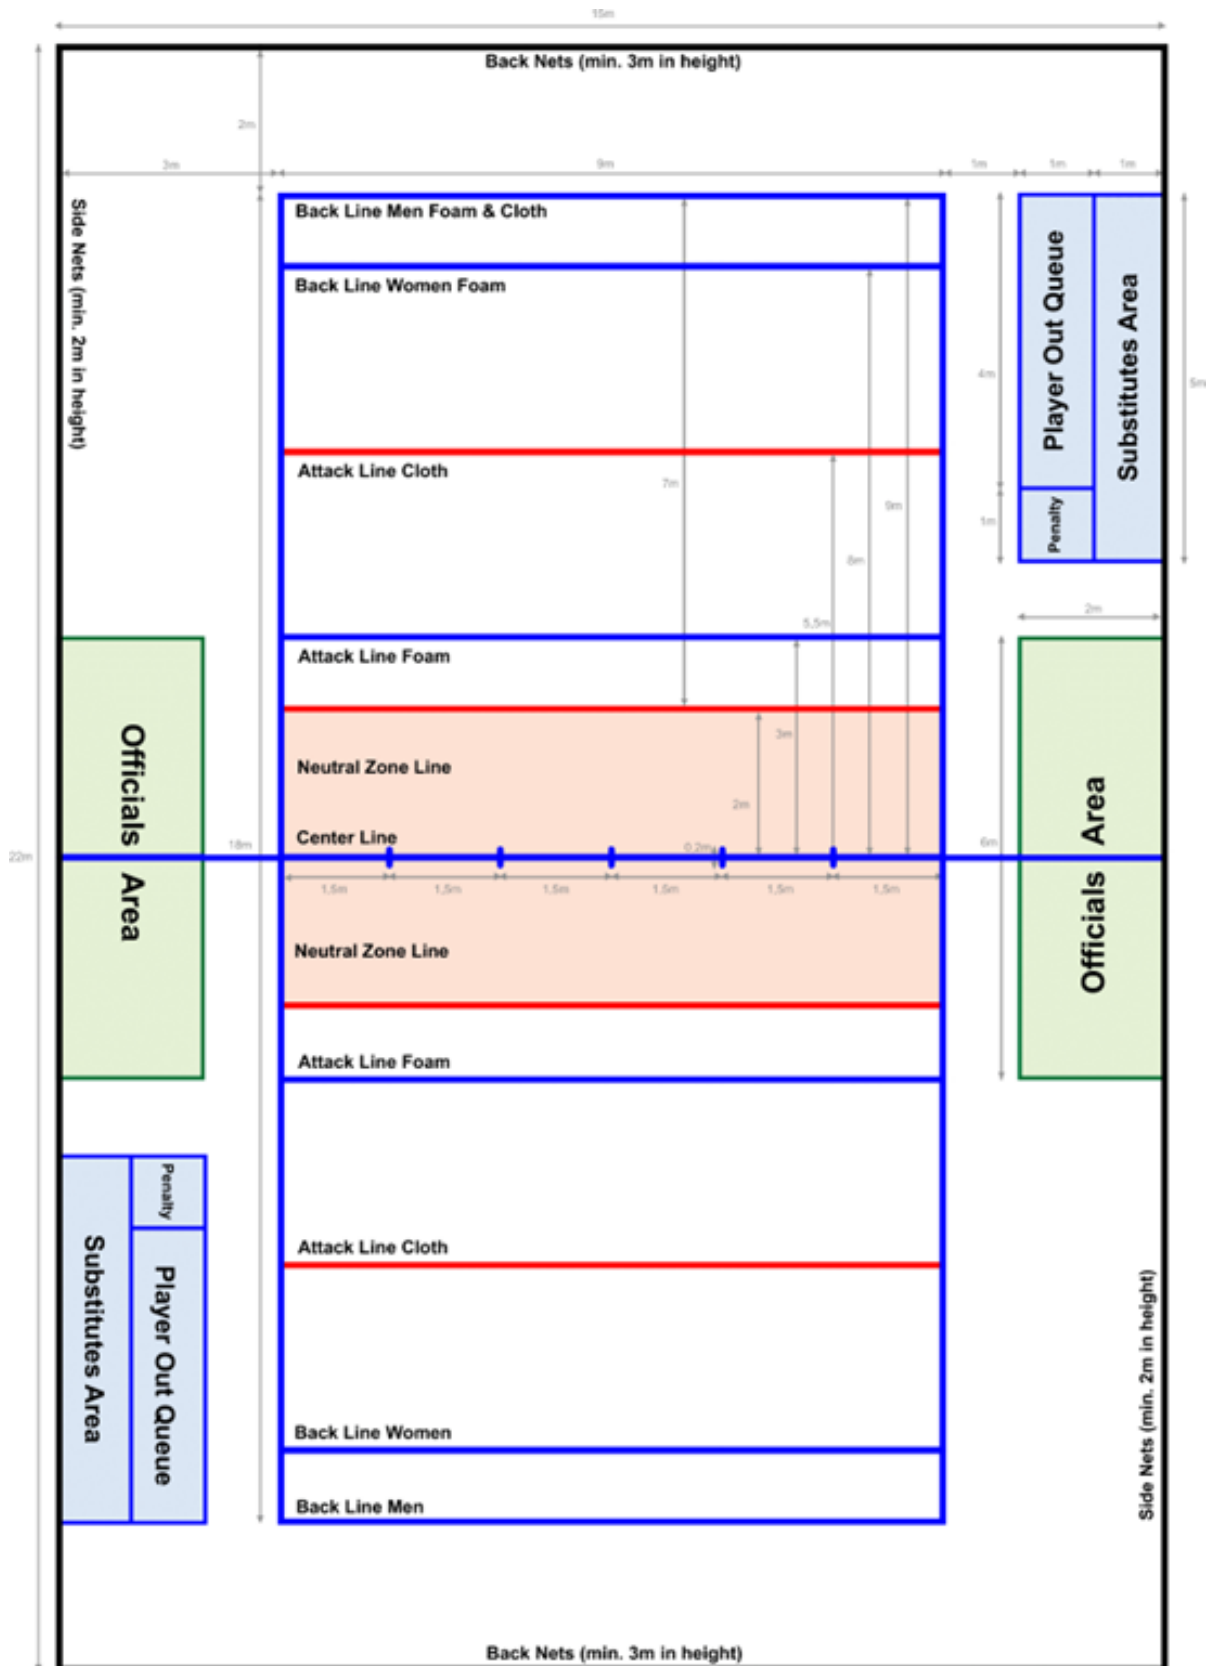 15m
Back Nets (min. 3m in height)
2m
3m
9m
1m
1m
1m
Side Nets (min. 2m in height)
Back Line Men Foam & Cloth
Back Line Women Foam
Player Out Queue
Substitutes Area
4m
5m
Attack Line Cloth
7m
9m
Penalty
1m
8m
2m
5,5m
Attack Line Foam
3m
Officials Area
Neutral Zone Line
2m
Officials Area
Center Line
0,2m
22m
18m
6m
1,5m
1,5m
1,5m
1,5m
1,5m
1,5m
Neutral Zone Line
Attack Line Foam
Penalty
Substitutes Area
Player Out Queue
Attack Line Cloth
Side Nets (min. 2m in height)
Back Line Women
Back Line Men
Back Nets (min. 3m in height)